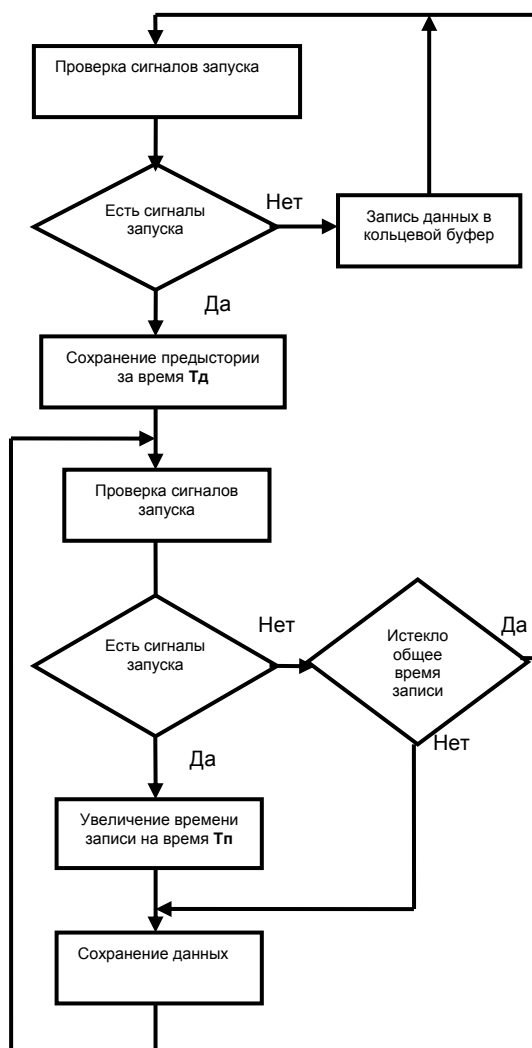 Проверка сигналов запуска
Есть сигналы
запуска
Нет
Запись данных в
кольцевой буфер
Да
Сохранение предыстории
за время Тд
Проверка сигналов
запуска
Есть сигналы
запуска
Нет
Истекло
общее
время
записи
Да
Нет
Да
Увеличение времени
записи на время Тп
Сохранение данных